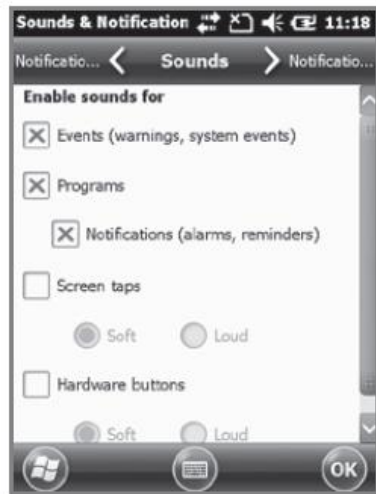 Sounds & Notification 11:18
Notificatio... Sounds Notificatio...
Enable sounds for
Events (warnings, system events)
Programs
Notifications (alarms, reminders)
Screen taps
Soft Loud
Hardware buttons
Soft Loud
OK